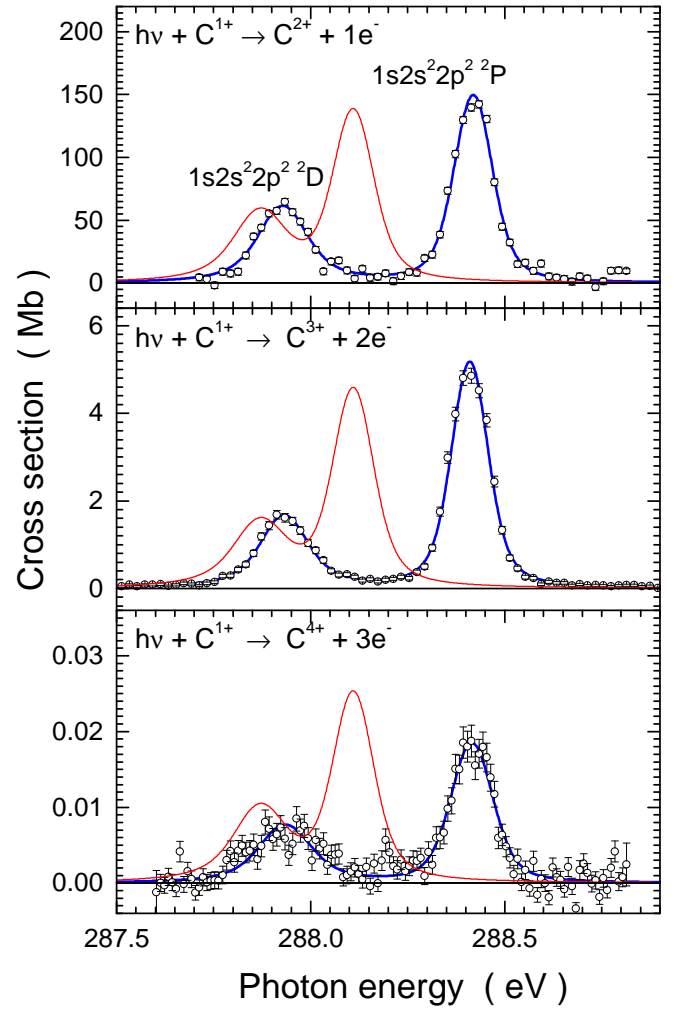 200
hν + C¹⁺ → C²⁺ + 1e⁻
1s2s²2p² ²P
150
100
1s2s²2p² ²D
50
0
6
hν + C¹⁺ → C³⁺ + 2e⁻
4
2
0
Cross section ( Mb )
hν + C¹⁺ → C⁴⁺ + 3e⁻
0.03
0.02
0.01
0.00
287.5 288.0 288.5
Photon energy ( eV )